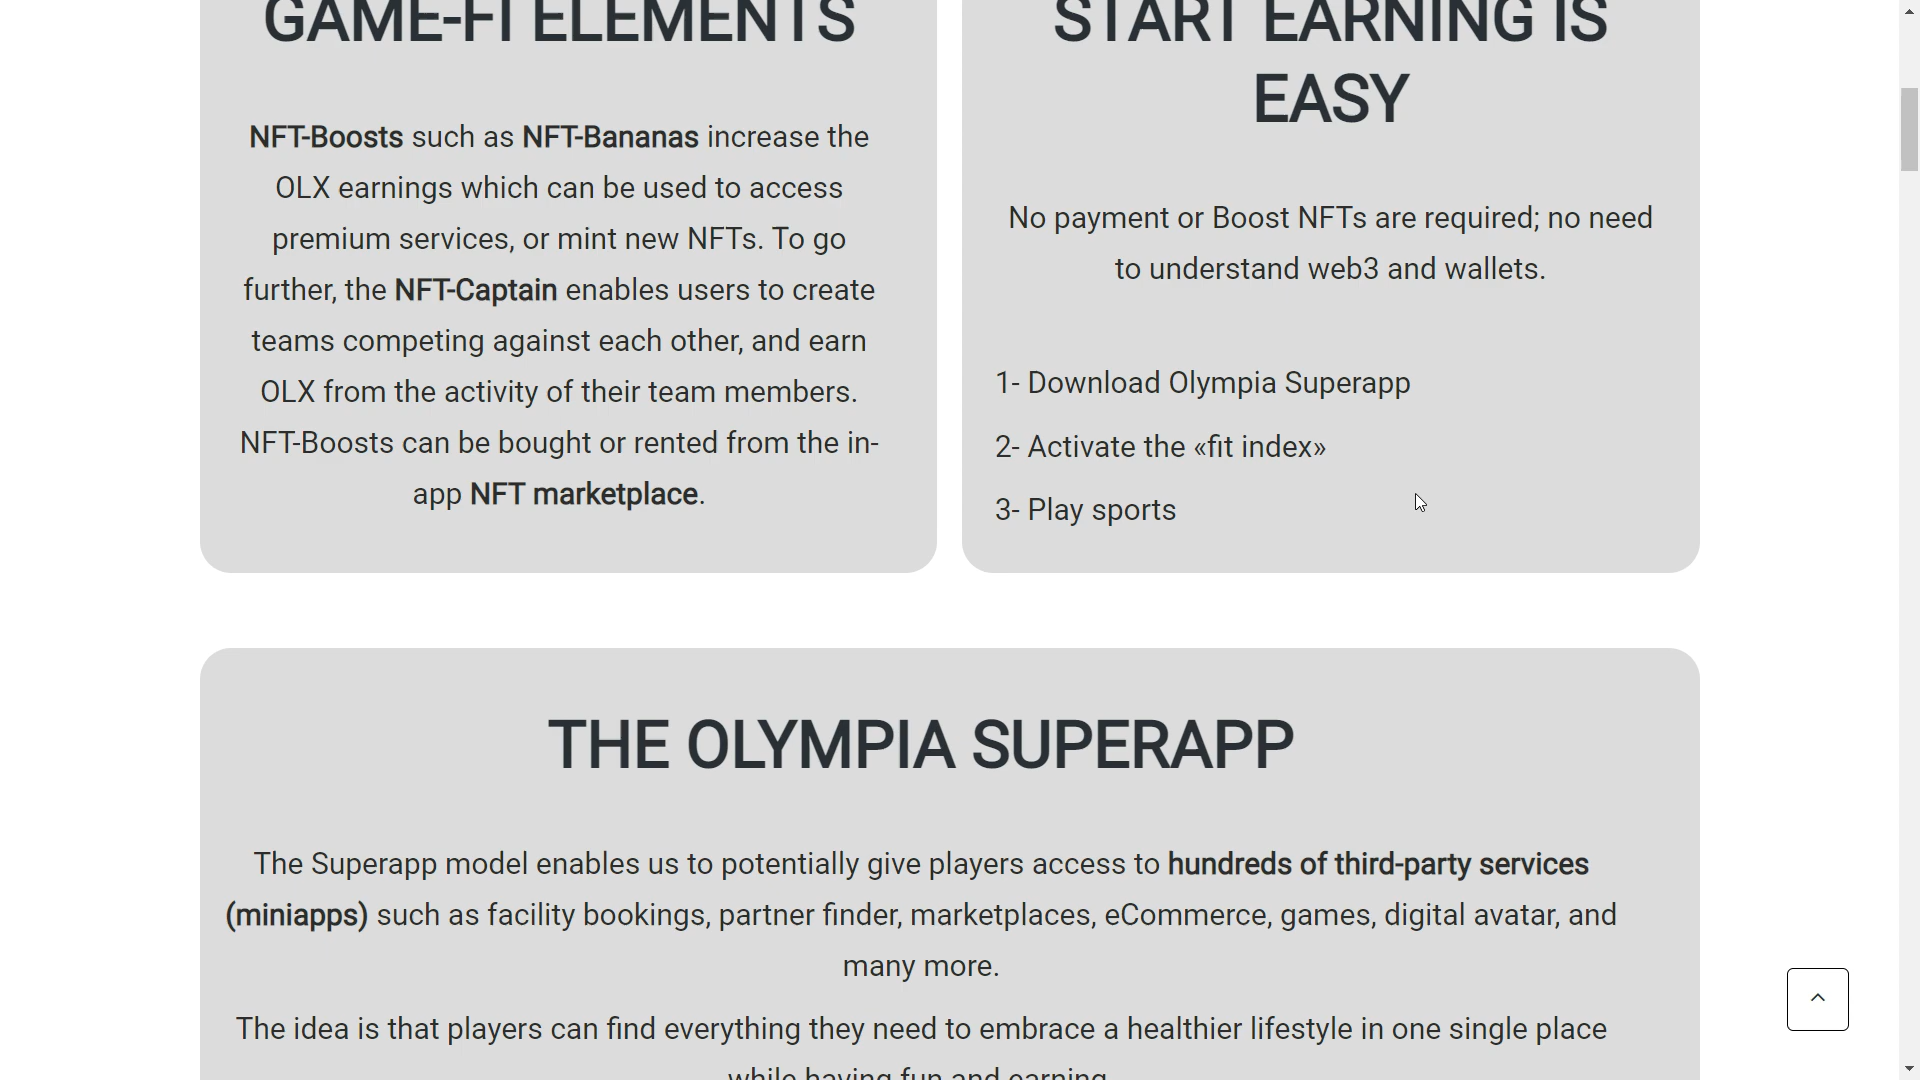 GAME-FI ELEMENTS
NFT-Boosts such as NFT-Bananas increase the
OLX earnings which can be used to access
premium services, or mint new NFTs. To go
further, the NFT-Captain enables users to create
teams competing against each other, and earn
OLX from the activity of their team members.
NFT-Boosts can be bought or rented from the in-
app NFT marketplace.
START EARNING IS
EASY
No payment or Boost NFTs are required; no need
to understand web3 and wallets.
1- Download Olympia Superapp
2- Activate the «fit index»
3- Play sports
THE OLYMPIA SUPERAPP
The Superapp model enables us to potentially give players access to hundreds of third-party services
(miniapps) such as facility bookings, partner finder, marketplaces, eCommerce, games, digital avatar, and
many more.
The idea is that players can find everything they need to embrace a healthier lifestyle in one single place
while having fun and earning